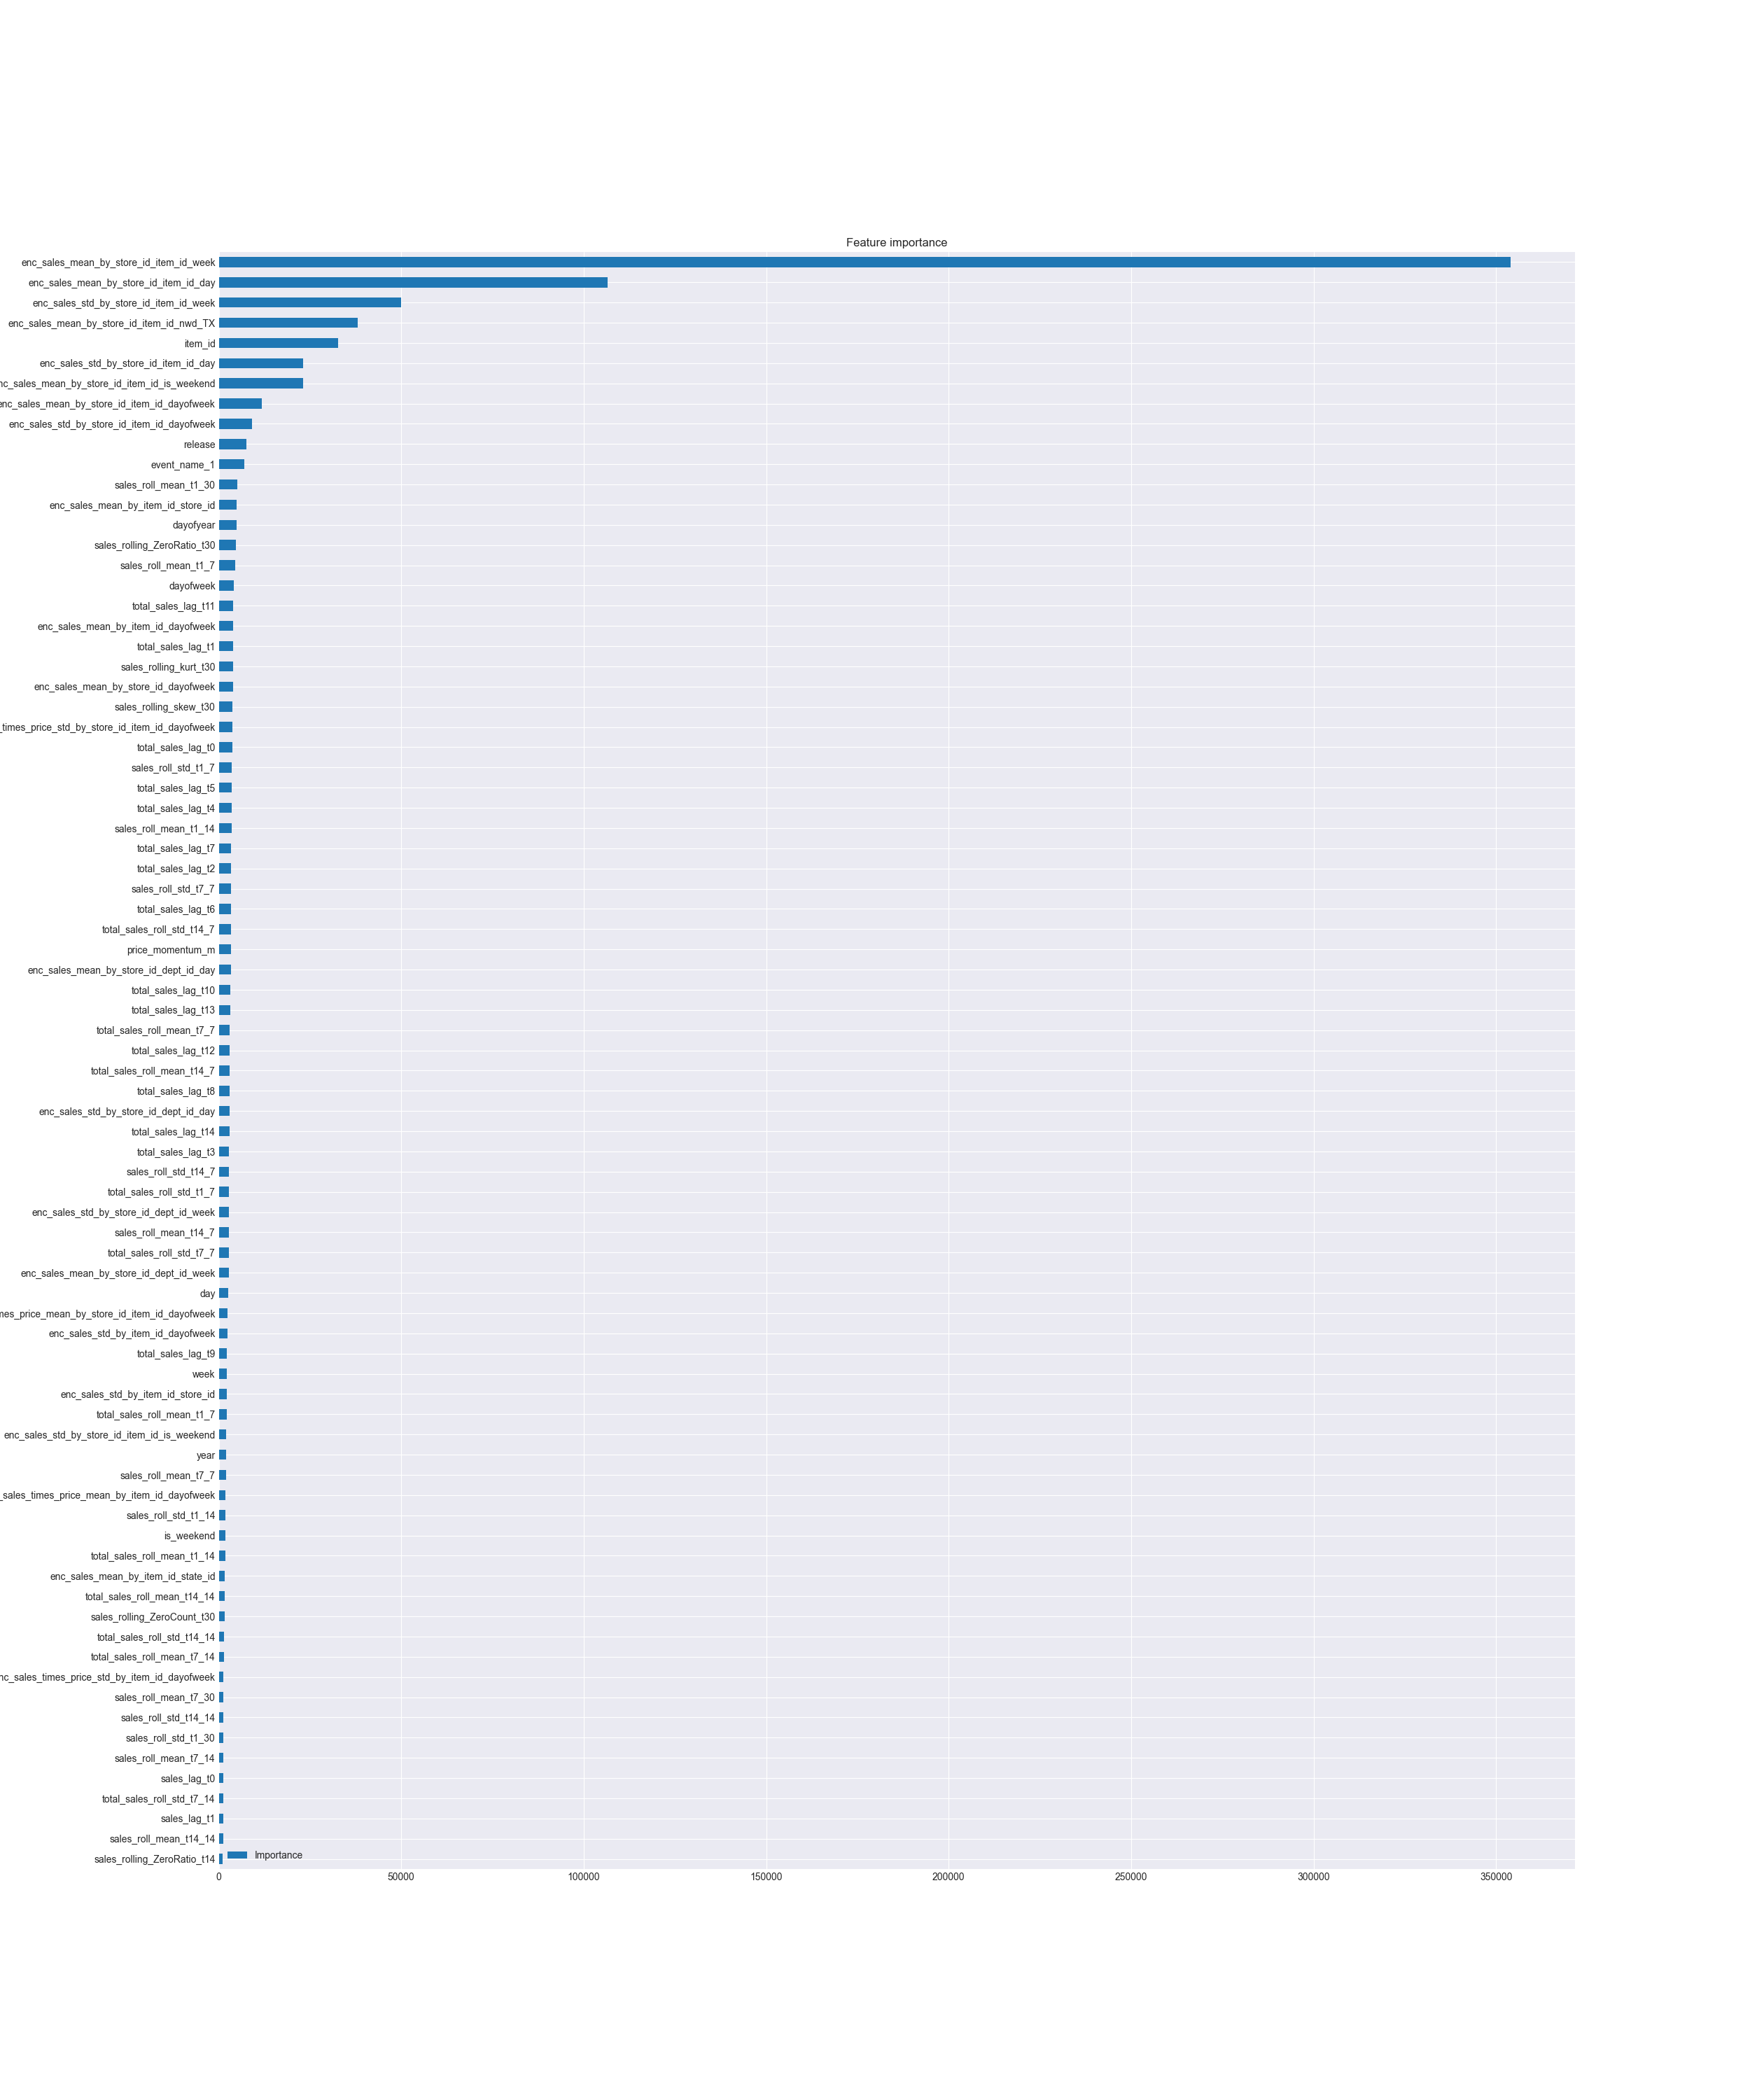 Feature importance
enc_sales_mean_by_store_id_item_id_week
enc_sales_mean_by_store_id_item_id_day
enc_sales_std_by_store_id_item_id_week
enc_sales_mean_by_store_id_item_id_nwd_TX
item_id
enc_sales_std_by_store_id_item_id_day
nc_sales_mean_by_store_id_item_id_is_weekend
enc_sales_mean_by_store_id_item_id_dayofweek
enc_sales_std_by_store_id_item_id_dayofweek
release
event_name_1
sales_roll_mean_t1_30
enc_sales_mean_by_item_id_store_id
dayofyear
sales_rolling_ZeroRatio_t30
sales_roll_mean_t1_7
dayofweek
total_sales_lag_t11
enc_sales_mean_by_item_id_dayofweek
total_sales_lag_t1
sales_rolling_kurt_t30
enc_sales_mean_by_store_id_dayofweek
sales_rolling_skew_t30
_times_price_std_by_store_id_item_id_dayofweek
total_sales_lag_t0
sales_roll_std_t1_7
total_sales_lag_t5
total_sales_lag_t4
sales_roll_mean_t1_14
total_sales_lag_t7
total_sales_lag_t2
sales_roll_std_t7_7
total_sales_lag_t6
total_sales_roll_std_t14_7
price_momentum_m
enc_sales_mean_by_store_id_dept_id_day
total_sales_lag_t10
total_sales_lag_t13
total_sales_roll_mean_t7_7
total_sales_lag_t12
total_sales_roll_mean_t14_7
total_sales_lag_t8
enc_sales_std_by_store_id_dept_id_day
total_sales_lag_t14
total_sales_lag_t3
sales_roll_std_t14_7
total_sales_roll_std_t1_7
enc_sales_std_by_store_id_dept_id_week
sales_roll_mean_t14_7
total_sales_roll_std_t7_7
enc_sales_mean_by_store_id_dept_id_week
day
mes_price_mean_by_store_id_item_id_dayofweek
enc_sales_std_by_item_id_dayofweek
total_sales_lag_t9
week
enc_sales_std_by_item_id_store_id
total_sales_roll_mean_t1_7
enc_sales_std_by_store_id_item_id_is_weekend
year
sales_roll_mean_t7_7
_sales_times_price_mean_by_item_id_dayofweek
sales_roll_std_t1_14
is_weekend
total_sales_roll_mean_t1_14
enc_sales_mean_by_item_id_state_id
total_sales_roll_mean_t14_14
sales_rolling_ZeroCount_t30
total_sales_roll_std_t14_14
total_sales_roll_mean_t7_14
nc_sales_times_price_std_by_item_id_dayofweek
sales_roll_mean_t7_30
sales_roll_std_t14_14
sales_roll_std_t1_30
sales_roll_mean_t7_14
sales_lag_t0
total_sales_roll_std_t7_14
sales_lag_t1
sales_roll_mean_t14_14
sales_rolling_ZeroRatio_t14
Importance
0 50000 100000 150000 200000 250000 300000 350000